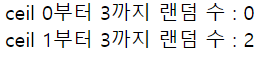 ceil 0부터 3까지 랜덤 수 : 0
ceil 1부터 3까지 랜덤 수 : 2